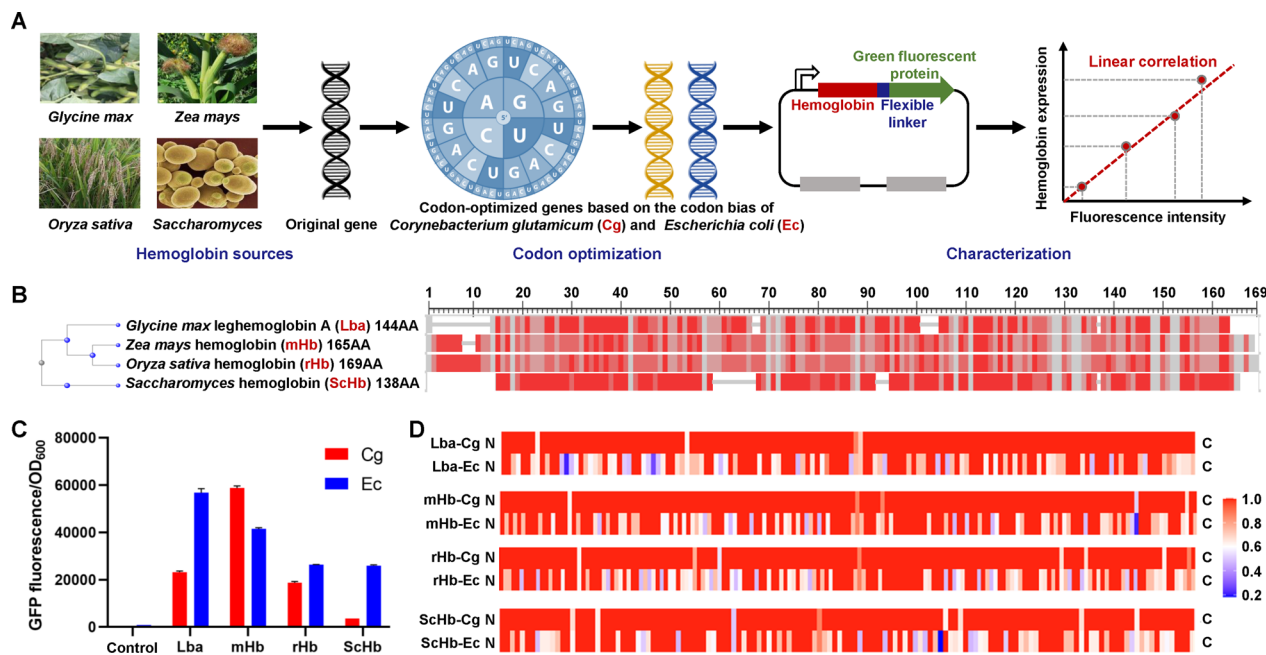 A
Glycine max
Zea mays
Oryza sativa
Saccharomyces
Hemoglobin sources
Original gene
A G
C U
5'
Codon-optimized genes based on the codon bias of
Corynebacterium glutamicum (Cg) and Escherichia coli (Ec)
Codon optimization
Green fluorescent
protein
Hemoglobin
Flexible
linker
Characterization
Linear correlation
Hemoglobin expression
Fluorescence intensity
B
1 10 20 30 40 50 60 70 80 90 100 110 120 130 140 150 160 169
Glycine max leghemoglobin A (Lba) 144AA
Zea mays hemoglobin (mHb) 165AA
Oryza sativa hemoglobin (rHb) 169AA
Saccharomyces hemoglobin (ScHb) 138AA
C
GFP fluorescence/OD600
80000
60000
40000
20000
0
Control Lba mHb rHb ScHb
Cg
Ec
D
Lba-Cg N C
Lba-Ec N C
mHb-Cg N C
mHb-Ec N C
rHb-Cg N C
rHb-Ec N C
ScHb-Cg N C
ScHb-Ec N C
1.0
0.8
0.6
0.4
0.2